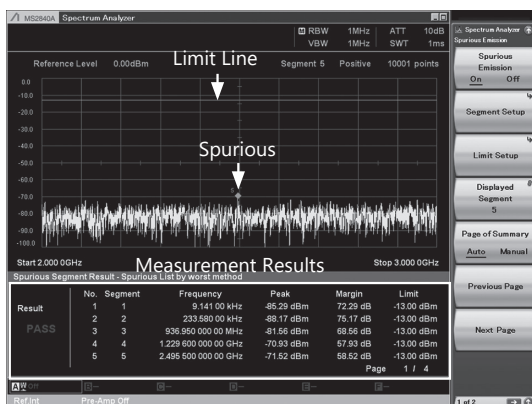 MS2840A Spectrum Analyzer
M RBW 1MHz ATT 10dB
VBW 1MHz SWT 1ms
Reference Level 0.00dBm Segment 5 Positive 10001 points
Limit Line
0.0
-10.0
-20.0
-30.0
-40.0
-50.0
-60.0
-70.0
-80.0
-90.0
-100.0
Spurious
5
Start 2.000 0GHz Stop 3.000 0GHz
Measurement Results
Spurious Segment Result - Spurious List by worst method
No. Segment Frequency Peak Margin Limit
Result 1 1 9.141 00 kHz -85.29 dBm 72.29 dB -13.00 dBm
2 2 233.580 00 kHz -88.17 dBm 75.17 dB -13.00 dBm
PASS 3 3 936.950 000 00 MHz -81.56 dBm 68.56 dB -13.00 dBm
4 4 1.229 600 000 00 GHz -70.93 dBm 57.93 dB -13.00 dBm
5 5 2.495 500 000 00 GHz -71.52 dBm 58.52 dB -13.00 dBm
Page 1 / 4
Ref.Int Pre-Amp Off
Spectrum Analyzer
Spurious Emission
Spurious
Emission
On Off
Segment Setup
Limit Setup
Displayed
Segment
5
Page of Summary
Auto Manual
Previous Page
Next Page
1 of 2